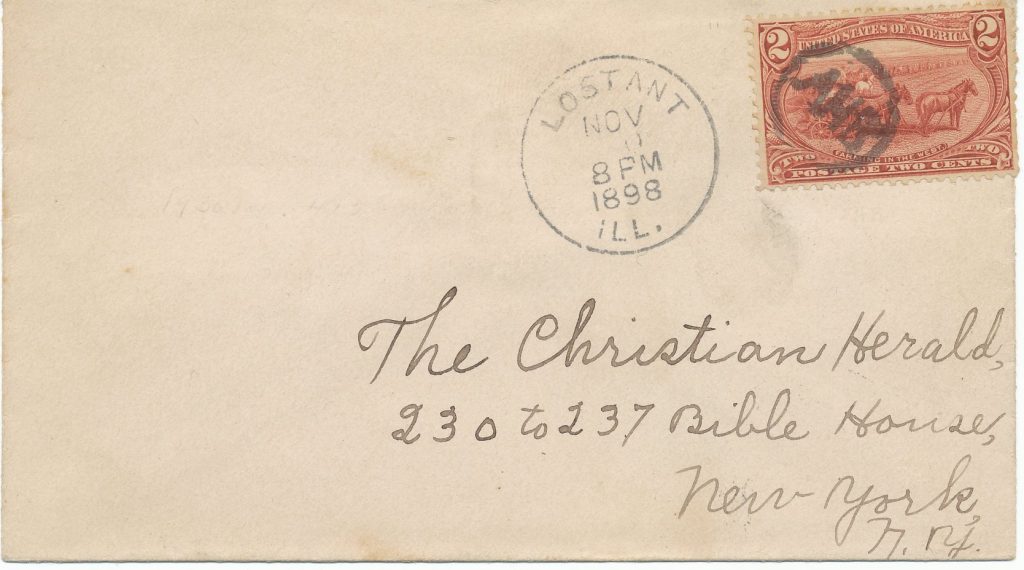 LOSTANT
NOV
8 PM
1898
ILL.
2 UNITED STATES OF AMERICA 2
FARMING IN THE WEST.
TWO TWO
POSTAGE TWO CENTS
The Christian Herald,
230 to 237 Bible House,
New York,
N. Y.